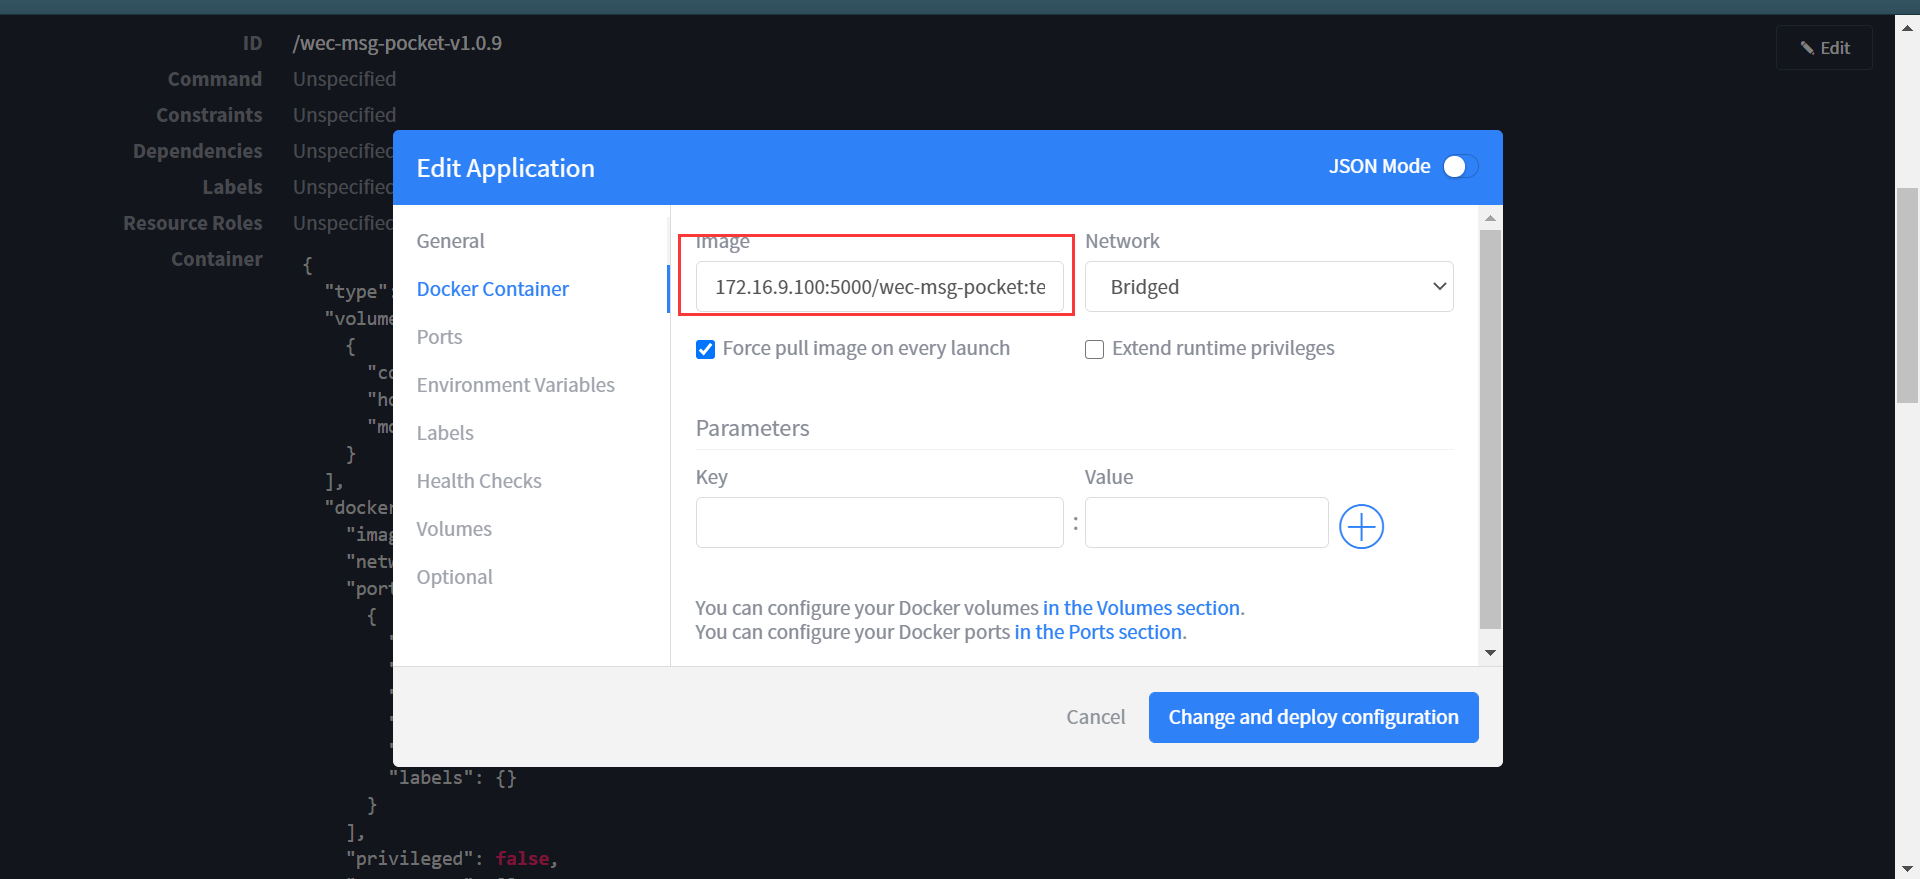 ID /wec-msg-pocket-v1.0.9
Edit
Command Unspecified
Constraints Unspecified
Dependencies Unspecified
Labels Unspecified
Resource Roles Unspecified
Container {
"type":
"volume
{
"co
"ho
"mo
}
],
"docker
"imag
"netw
"port
{
"labels": {}
}
],
"privileged": false,
Edit Application
JSON Mode
General
Docker Container
Ports
Environment Variables
Labels
Health Checks
Volumes
Optional
Image
172.16.9.100:5000/wec-msg-pocket:te
Network
Bridged
Force pull image on every launch
Extend runtime privileges
Parameters
Key
:
Value
You can configure your Docker volumes in the Volumes section.
You can configure your Docker ports in the Ports section.
Cancel
Change and deploy configuration